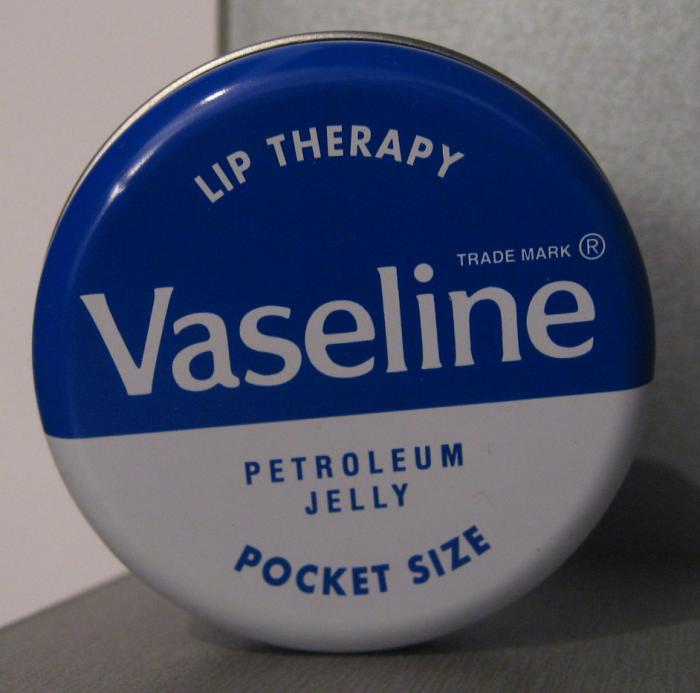 LIP THERAPY
TRADE MARK ®
Vaseline
PETROLEUM
JELLY
POCKET SIZE